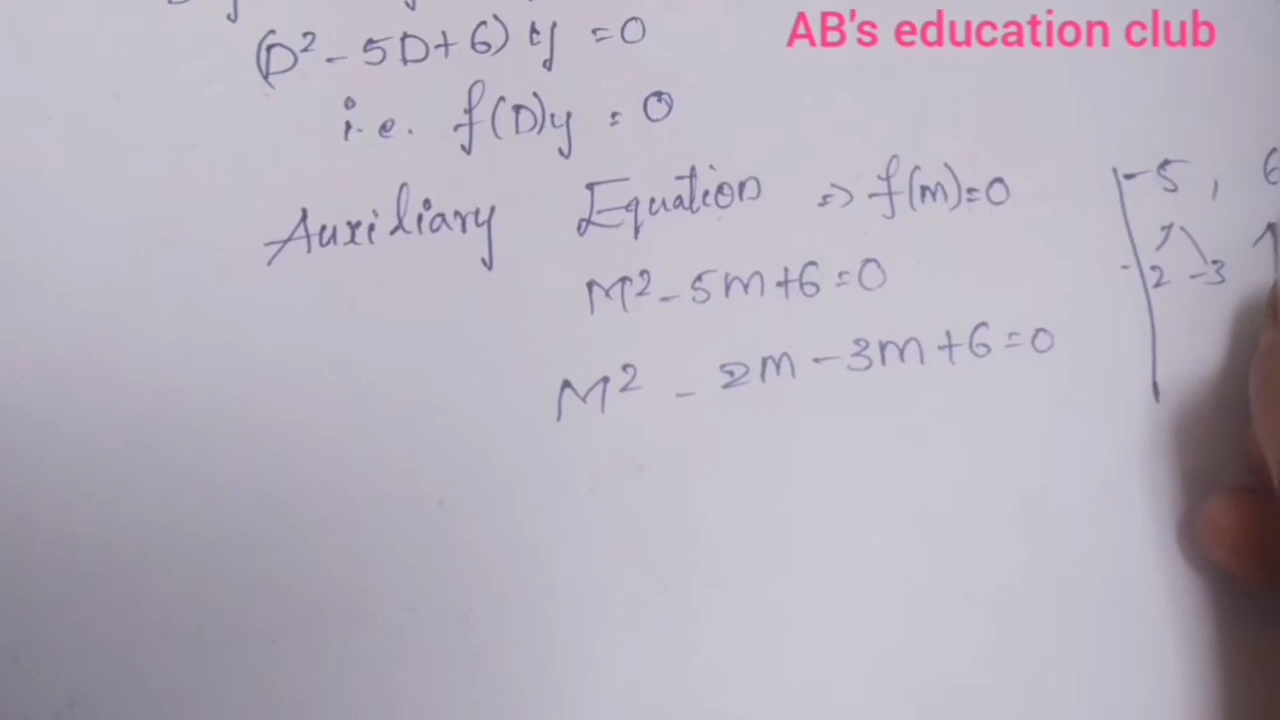 AB's education club
(D² - 5D + 6) y = 0
i.e. f(D)y = 0
Auxiliary Equation => f(m)=0
-5, 6
M² - 5m + 6 = 0
-2 -3
M² - 2m - 3m + 6 = 0